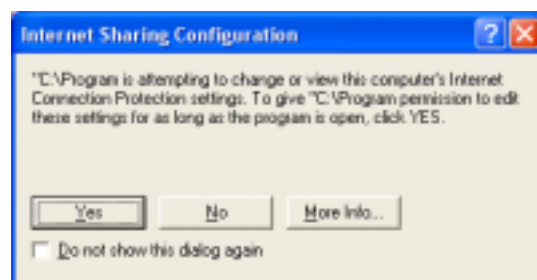 Internet Sharing Configuration
"C:\Program is attempting to change or view this computer's Internet
Connection Protection settings. To give "C:\Program permission to edit
these settings for as long as the program is open, click YES.
Yes No More Info...
Do not show this dialog again